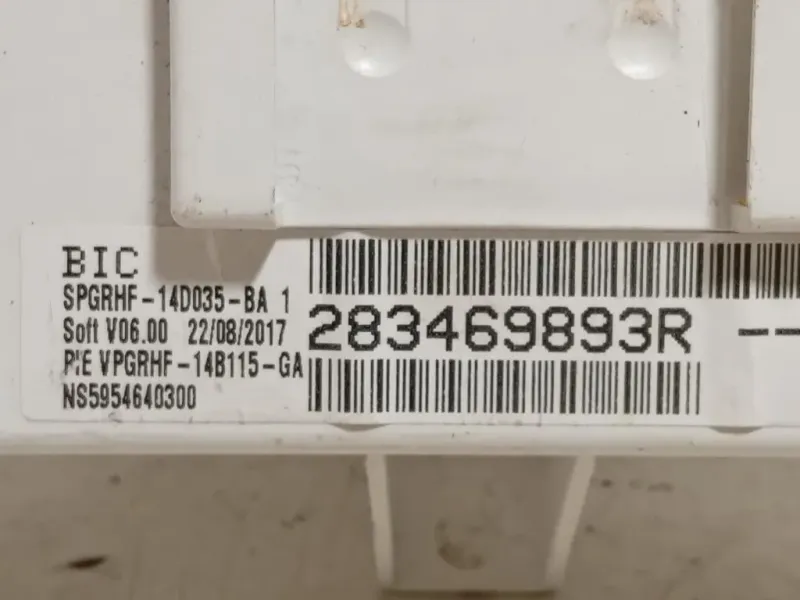 BIC
SPGRHF-14D035-BA 1
Soft V06.00 22/08/2017
VPGRHF-14B115-GA
NS5954640300
283469893R --